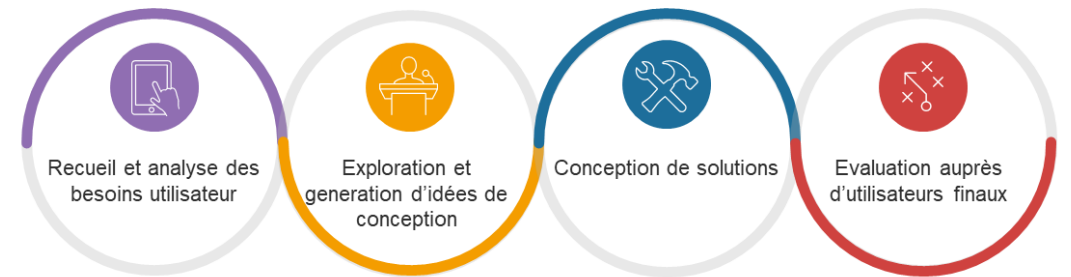 Recueil et analyse des
besoins utilisateur
Exploration et
generation d'idées de
conception
Conception de solutions
Evaluation auprès
d'utilisateurs finaux